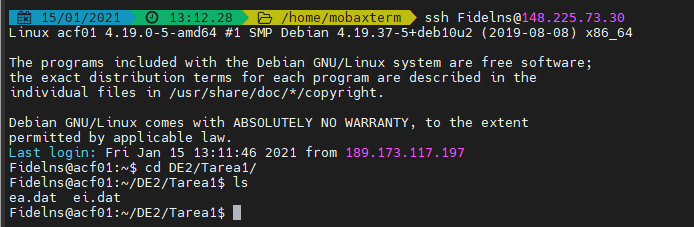 15/01/2021 13:12.28 /home/mobaxterm ssh Fidelns@148.225.73.30
Linux acf01 4.19.0-5-amd64 #1 SMP Debian 4.19.37-5+deb10u2 (2019-08-08) x86_64

The programs included with the Debian GNU/Linux system are free software;
the exact distribution terms for each program are described in the
individual files in /usr/share/doc/*/copyright.

Debian GNU/Linux comes with ABSOLUTELY NO WARRANTY, to the extent
permitted by applicable law.
Last login: Fri Jan 15 13:11:46 2021 from 189.173.117.197
Fidelns@acf01:~$ cd DE2/Tarea1/
Fidelns@acf01:~/DE2/Tarea1$ ls
ea.dat  ei.dat
Fidelns@acf01:~/DE2/Tarea1$